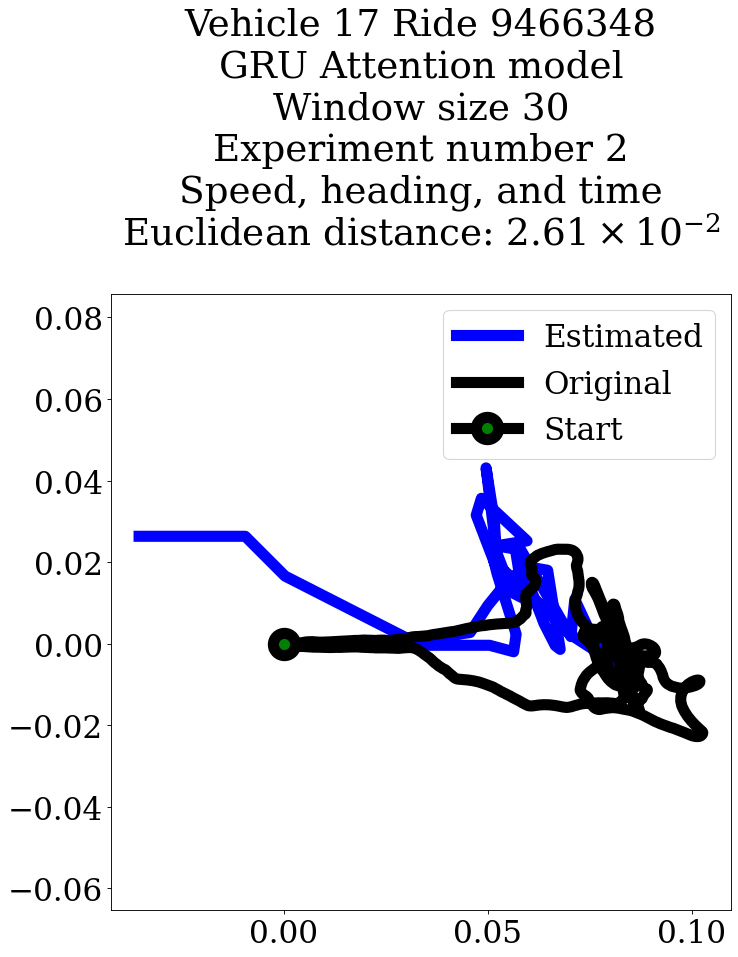 Vehicle 17 Ride 9466348
GRU Attention model
Window size 30
Experiment number 2
Speed, heading, and time
Euclidean distance: 2.61 × 10⁻²
Estimated
Original
Start
0.08
0.06
0.04
0.02
0.00
−0.02
−0.04
−0.06
0.00 0.05 0.10